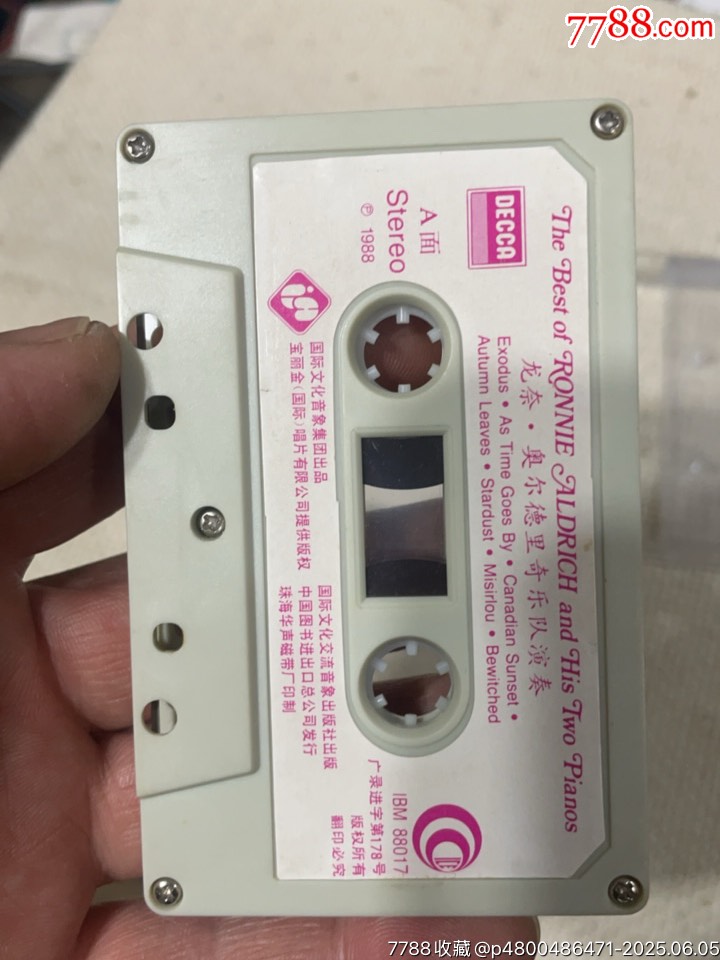 7788.com
The Best of RONNIE ALDRICH and His Two Pianos
龙奈·奥尔德里奇乐队演奏
DECCA
A面
Stereo
℗ 1988
Exodus • As Time Goes By • Canadian Sunset •
Autumn Leaves • Stardust • Misirlou • Bewitched
国际文化音象集团出品
宝丽金(国际)唱片有限公司提供版权
国际文化交流音象出版社出版
中国图书进出口总公司发行
珠海华声磁带厂印制
IBM 88017
广录进字第178号
版权所有
翻印必究
7788收藏@p4800486471-2025.06.05